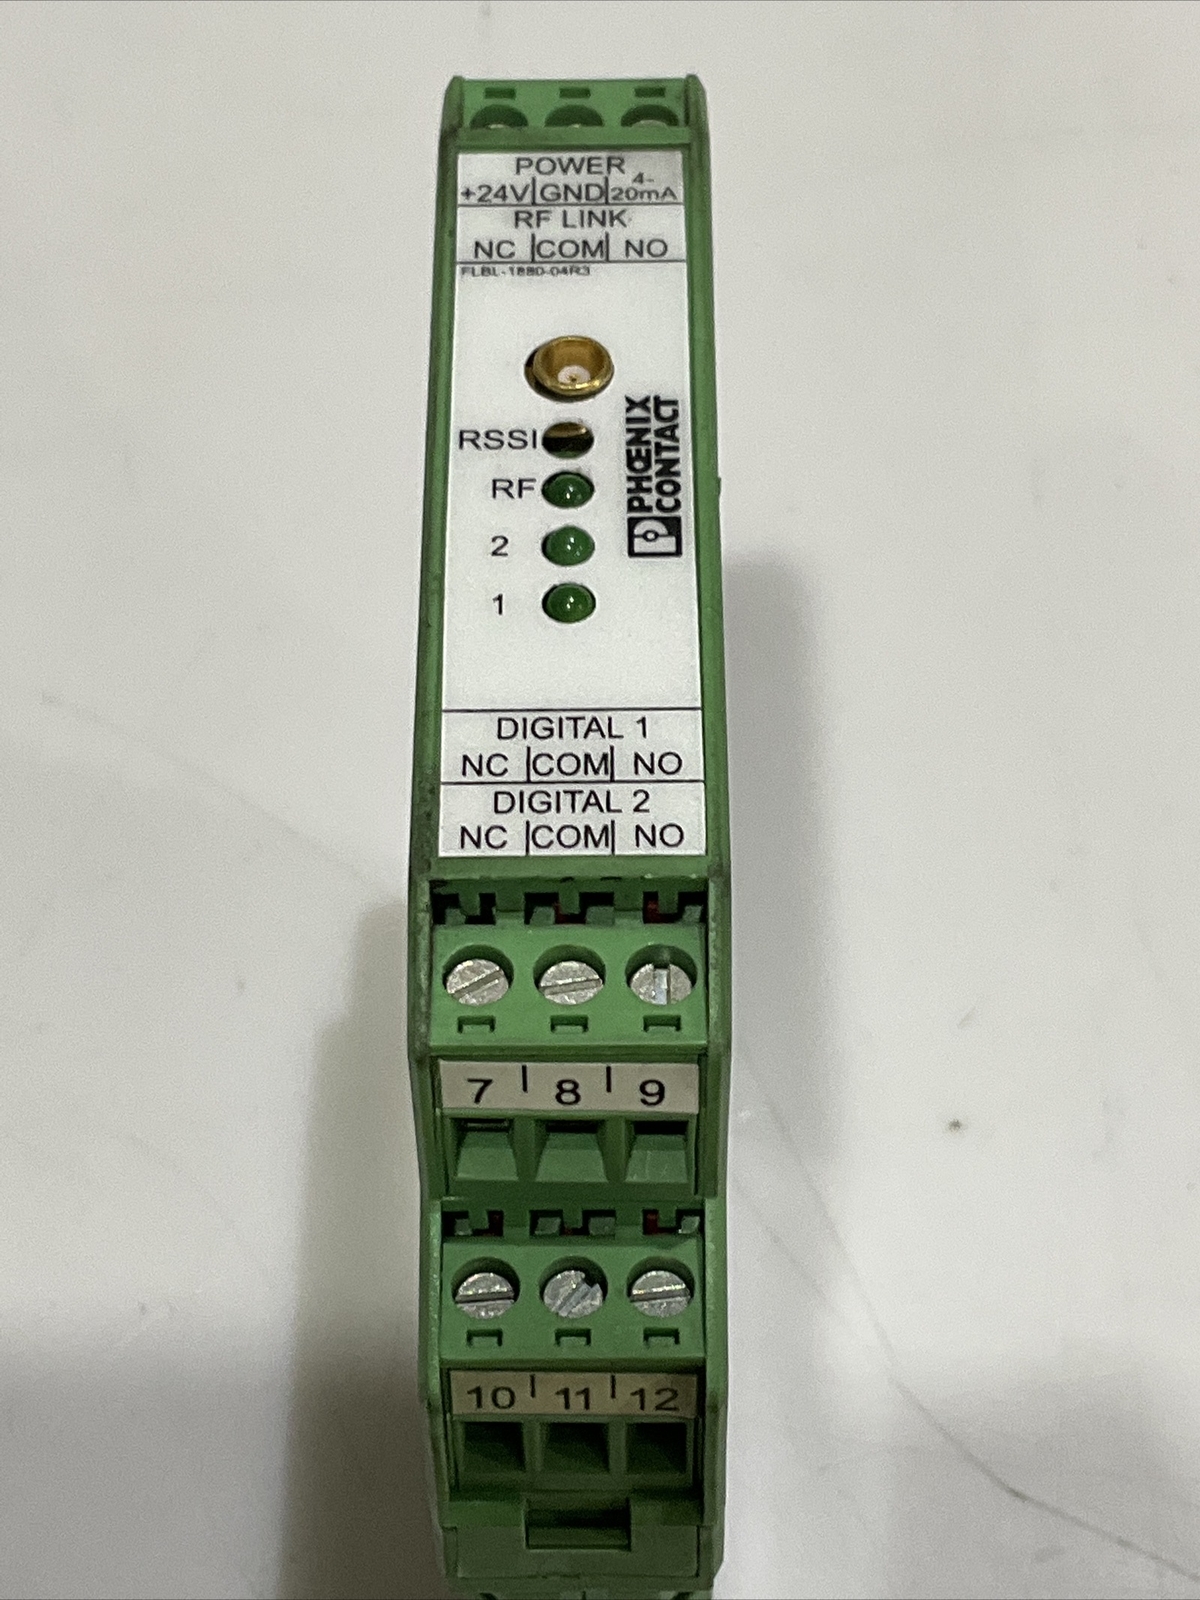 POWER
+24V|GND|4-20mA
RF LINK
NC |COM| NO
FLBL-1880-04R3
RSSI
RF
2
1
PHŒNIX
CONTACT
DIGITAL 1
NC |COM| NO
DIGITAL 2
NC |COM| NO
7 | 8 | 9
10 | 11 | 12